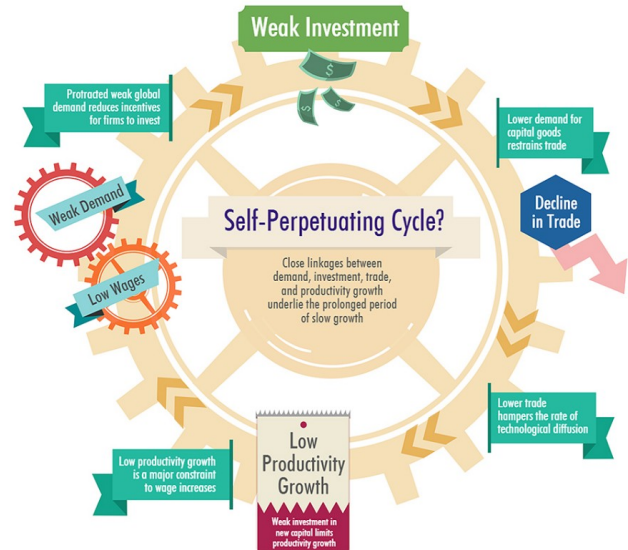 Weak Investment
$
$
$
Protracted weak global
demand reduces incentives
for firms to invest
Lower demand for
capital goods
restrains trade
Weak Demand
Low Wages
Self-Perpetuating Cycle?
Close linkages between
demand, investment, trade,
and productivity growth
underlie the prolonged period
of slow growth
Decline
in Trade
Lower trade
hampers the rate of
technological diffusion
Low
Productivity
Growth
Weak investment in
new capital limits
productivity growth
Low productivity growth
is a major constraint
to wage increases